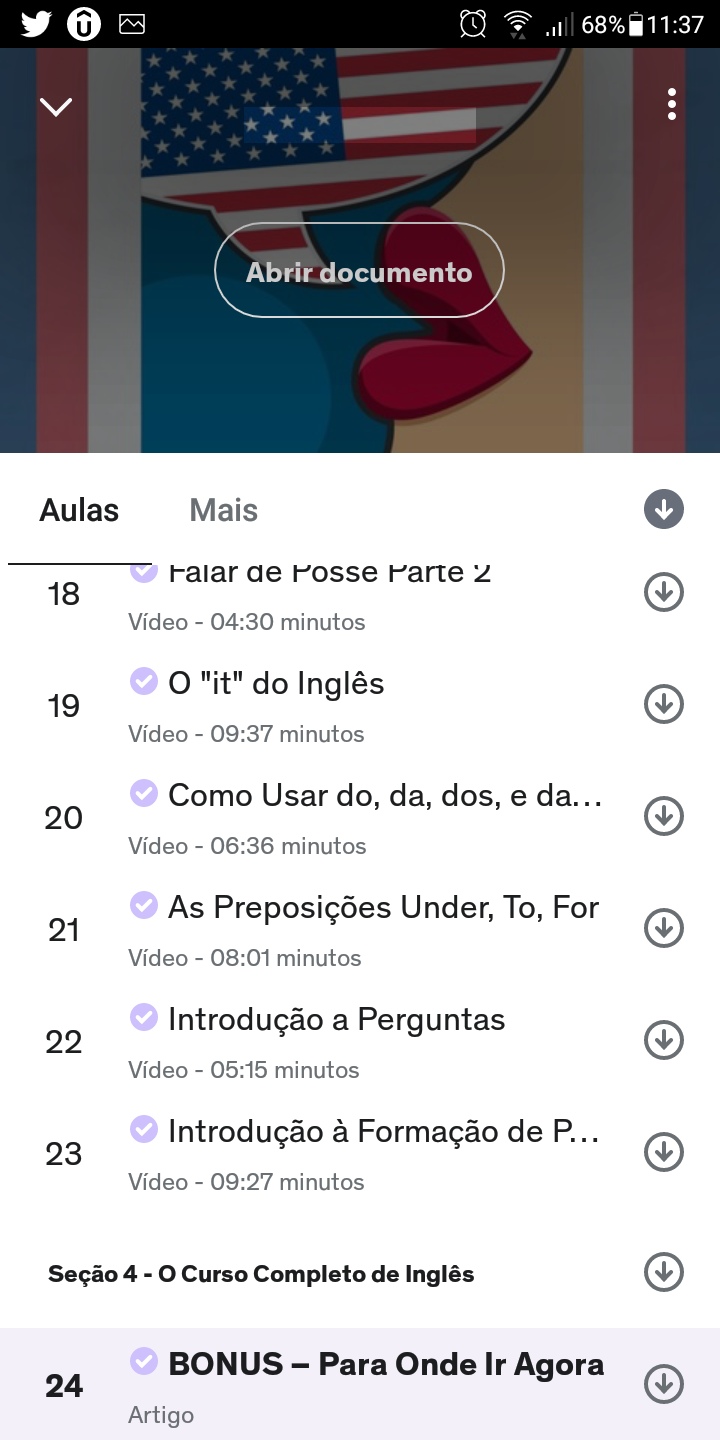 68% 11:37
Abrir documento
Aulas Mais
18 Falar de Posse Parte 2
Vídeo - 04:30 minutos
19 O "it" do Inglês
Vídeo - 09:37 minutos
20 Como Usar do, da, dos, e da...
Vídeo - 06:36 minutos
21 As Preposições Under, To, For
Vídeo - 08:01 minutos
22 Introdução a Perguntas
Vídeo - 05:15 minutos
23 Introdução à Formação de P...
Vídeo - 09:27 minutos
Seção 4 - O Curso Completo de Inglês
24 BONUS – Para Onde Ir Agora
Artigo